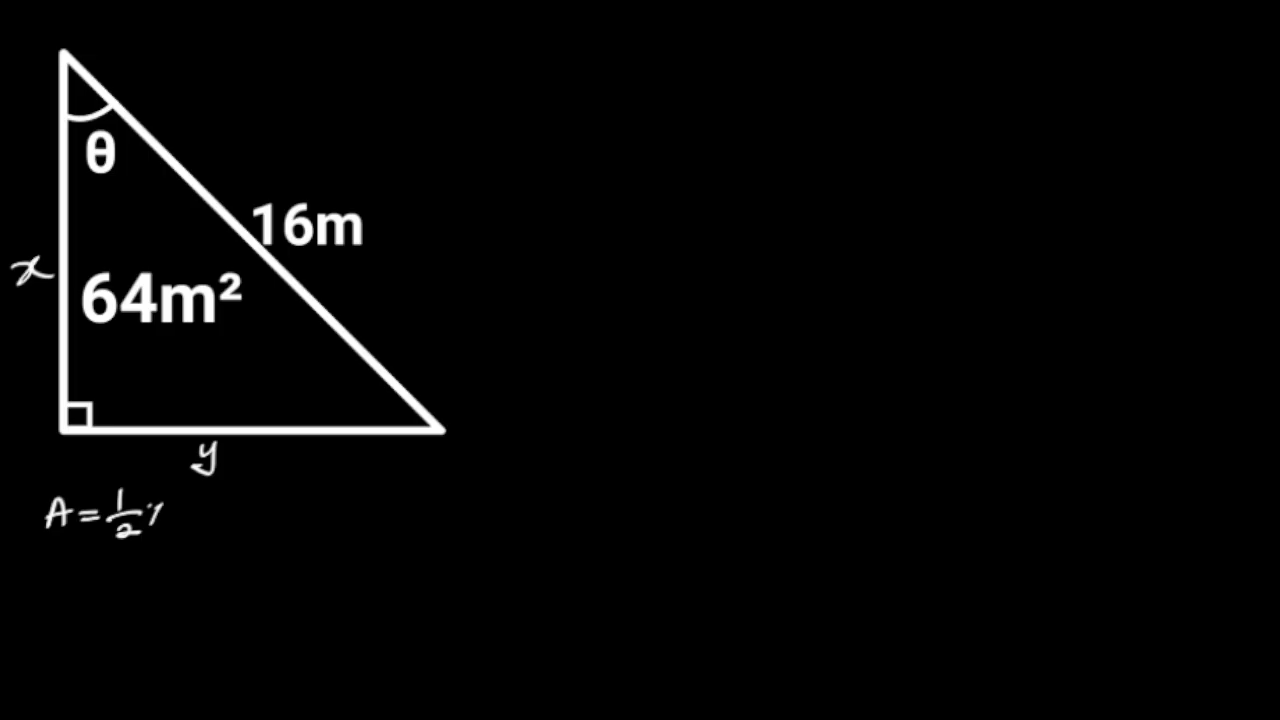 θ
16m
x
64m²
y
A = 1/2